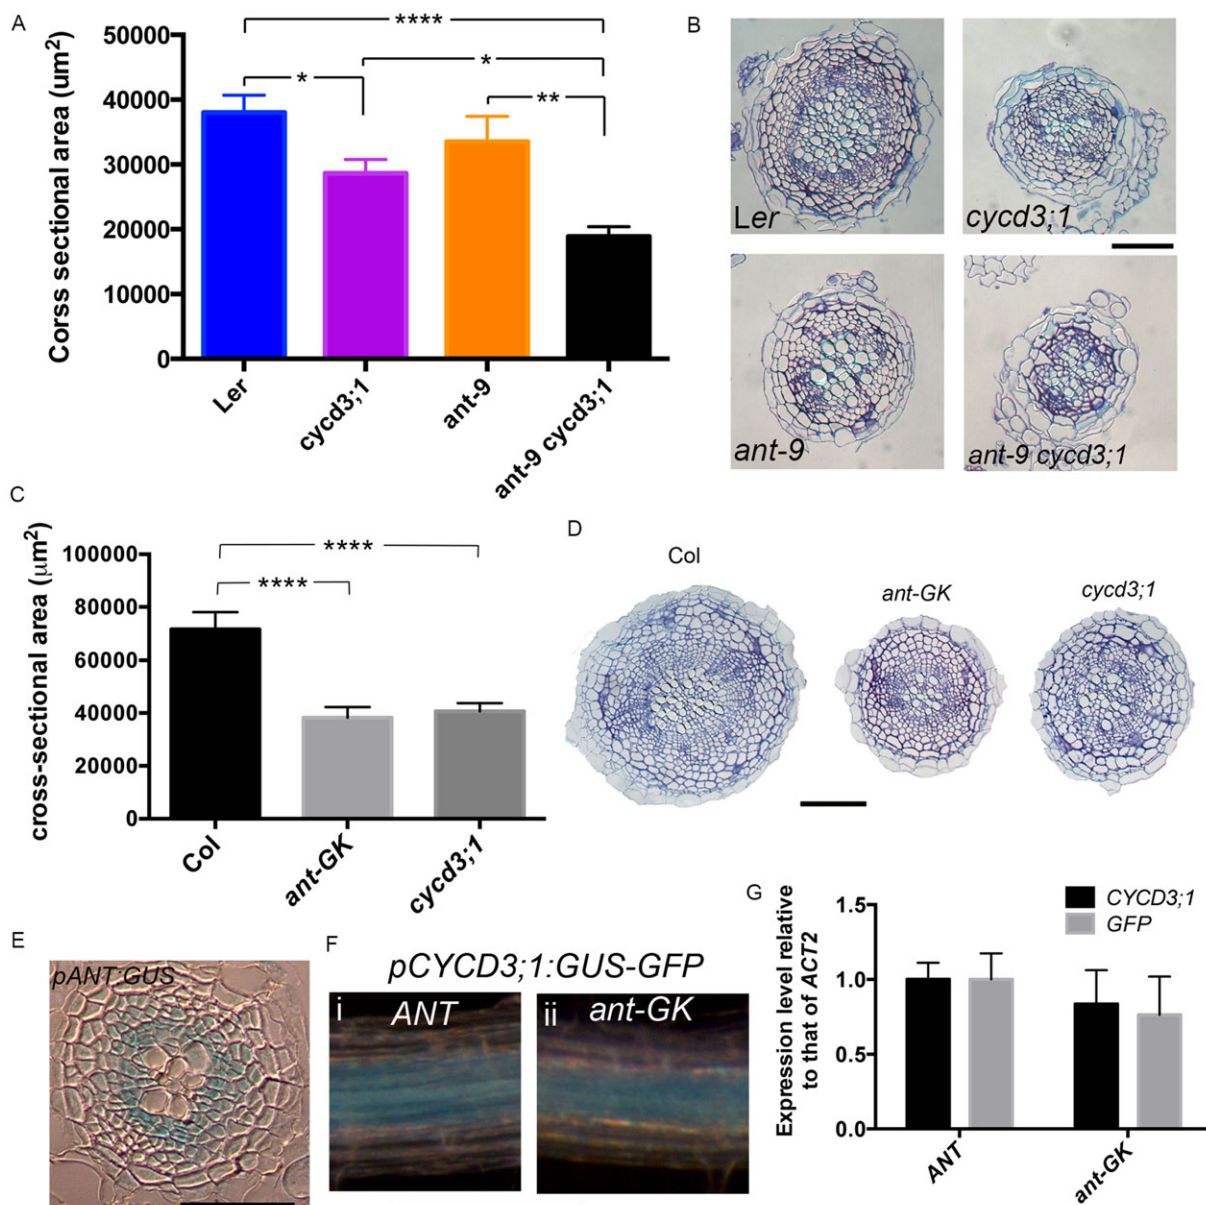 A
Corss sectional area (um²)
50000
40000
30000
20000
10000
0
****
*
*
**
Ler
cycd3;1
ant-9
ant-9 cycd3;1
B
Ler
cycd3;1
ant-9
ant-9 cycd3;1
C
cross-sectional area (μm²)
100000
80000
60000
40000
20000
0
****
****
Col
ant-GK
cycd3;1
D
Col
ant-GK
cycd3;1
E
pANT:GUS
F
pCYCD3;1:GUS-GFP
i
ANT
ii
ant-GK
G
Expression level relative
to that of ACT2
1.5
1.0
0.5
0.0
CYCD3;1
GFP
ANT
ant-GK